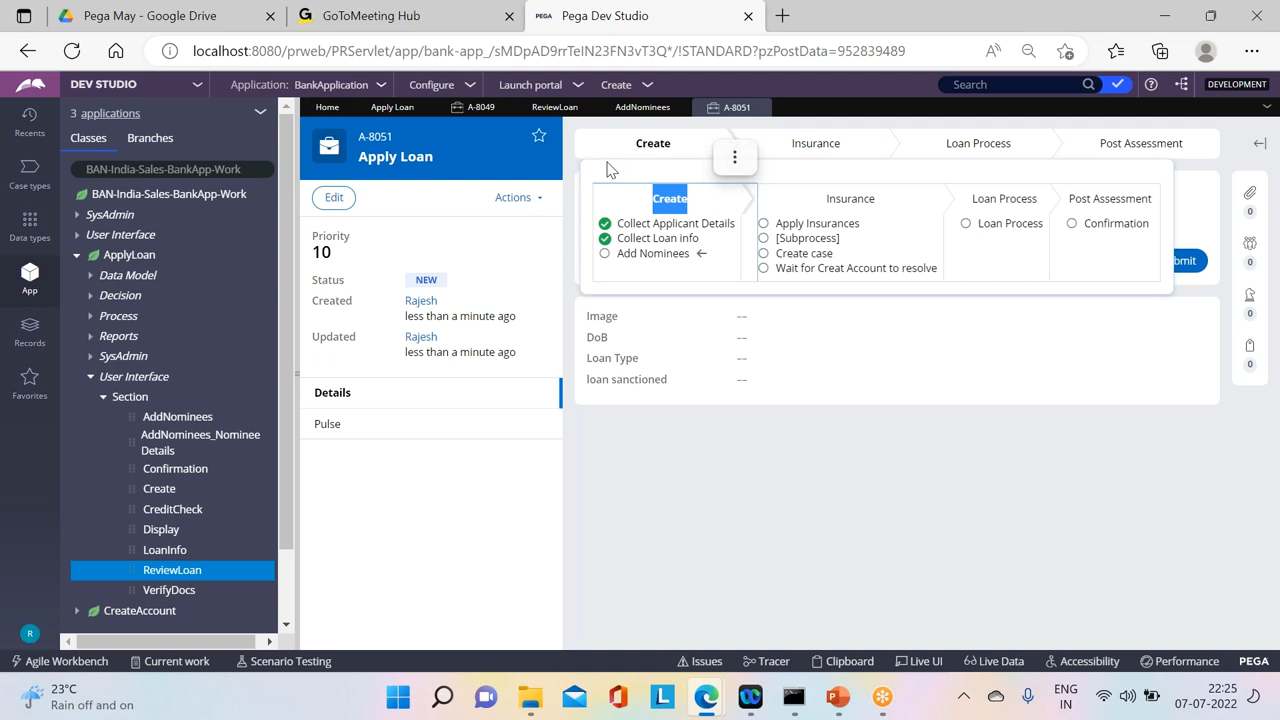 Pega May - Google Drive
GoToMeeting Hub
PEGA
Pega Dev Studio
localhost:8080/prweb/PRServlet/app/bank-app_/sMDpAD9rrTeIN23FN3vT3Q*/!STANDARD?pzPostData=952839489
DEV STUDIO
Application: BankApplication
Configure
Launch portal
Create
Search
DEVELOPMENT
Recents
Case types
Data types
App
Records
Favorites
R
3 applications
Classes
Branches
BAN-India-Sales-BankApp-Work
BAN-India-Sales-BankApp-Work
SysAdmin
User Interface
ApplyLoan
Data Model
Decision
Process
Reports
SysAdmin
User Interface
Section
AddNominees
AddNominees_Nominee
Details
Confirmation
Create
CreditCheck
Display
LoanInfo
ReviewLoan
VerifyDocs
CreateAccount
Home
Apply Loan
A-8049
ReviewLoan
AddNominees
A-8051
A-8051
Apply Loan
Edit
Actions
Priority
10
Status
NEW
Created
Rajesh
less than a minute ago
Updated
Rajesh
less than a minute ago
Details
Pulse
Create
Insurance
Loan Process
Post Assessment
Create
Collect Applicant Details
Collect Loan info
Add Nominees
Insurance
Apply Insurances
[Subprocess]
Create case
Wait for Creat Account to resolve
Loan Process
Loan Process
Post Assessment
Confirmation
mit
Image --
DoB --
Loan Type --
loan sanctioned --
0
0
0
0
Agile Workbench
Current work
Scenario Testing
Issues
Tracer
Clipboard
Live UI
Live Data
Accessibility
Performance
PEGA
23°C
Rain off and on
L
ENG
IN
22:25
07-07-2022